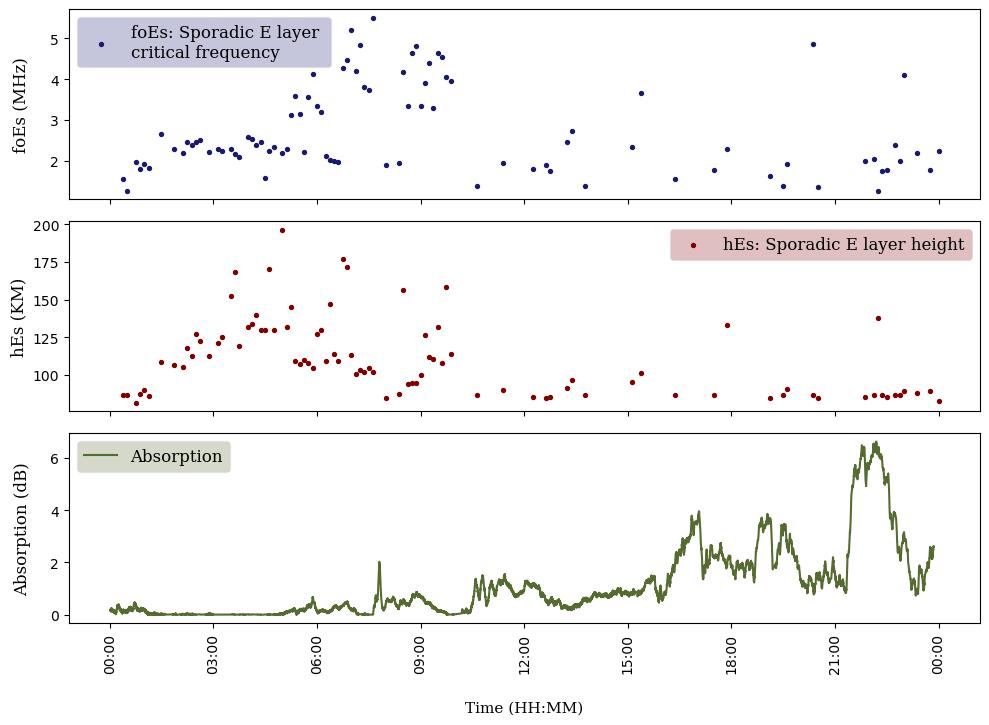 foEs: Sporadic E layer
critical frequency
foEs (MHz)
5
4
3
2
hEs: Sporadic E layer height
hEs (KM)
200
175
150
125
100
Absorption
Absorption (dB)
6
4
2
0
00:00
03:00
06:00
09:00
12:00
15:00
18:00
21:00
00:00
Time (HH:MM)